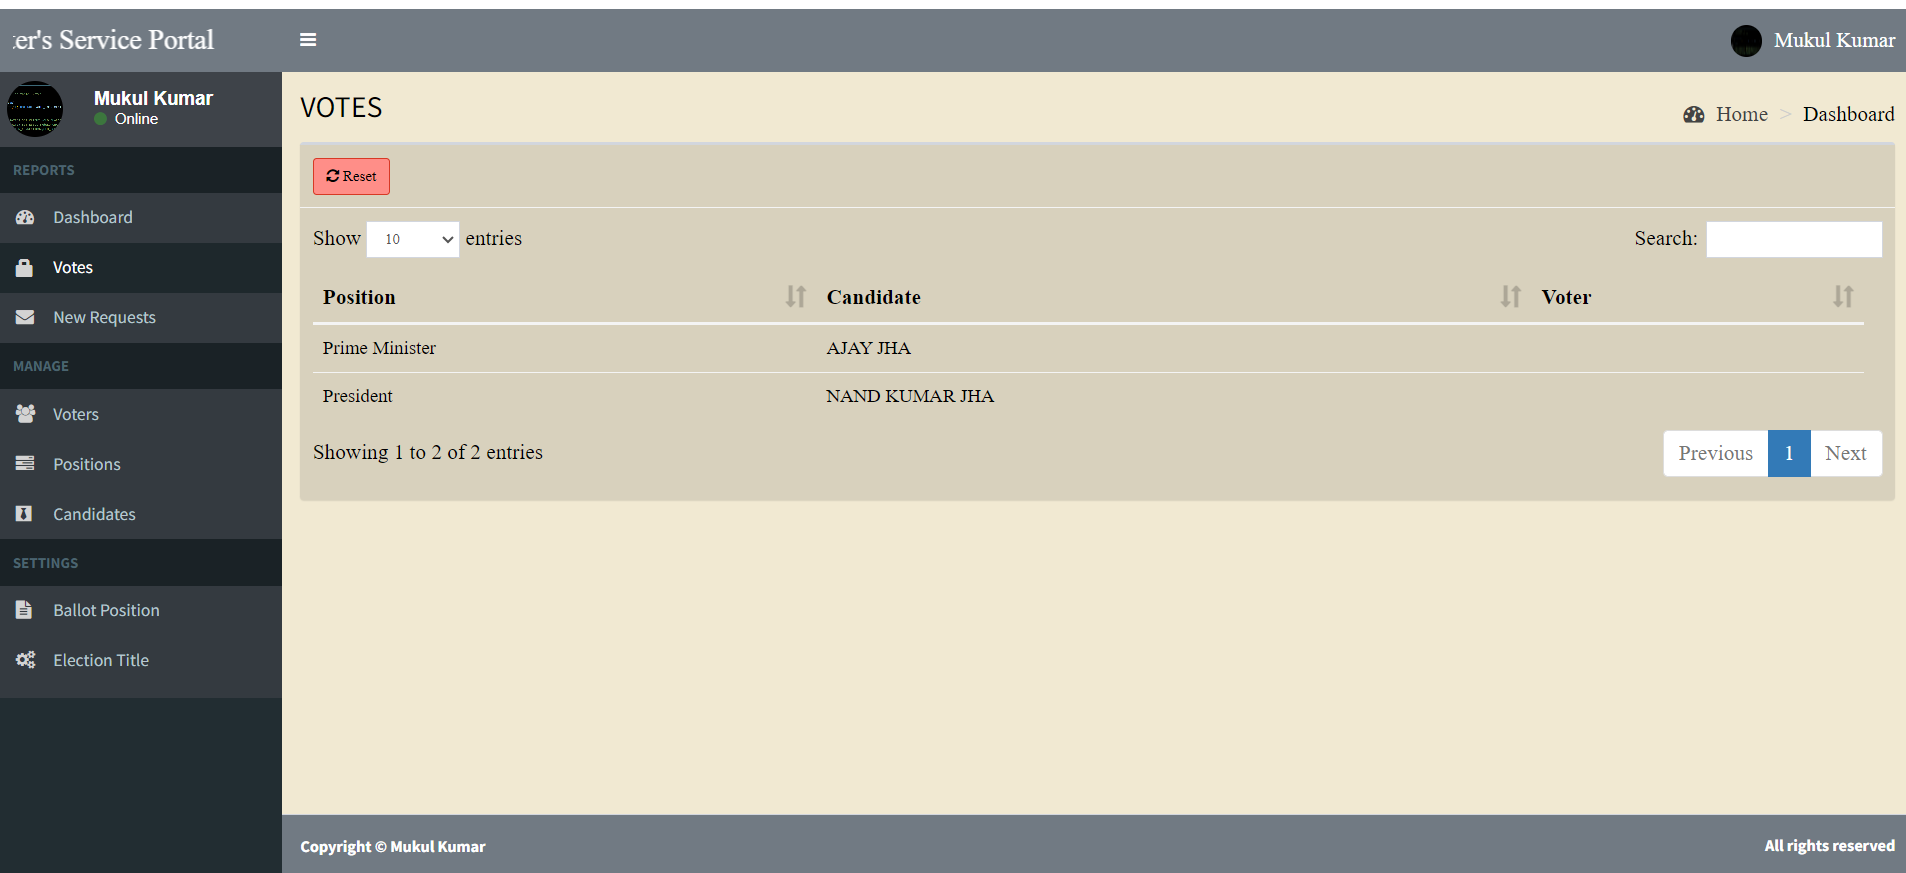 er's Service Portal
Mukul Kumar
Mukul Kumar
Online
REPORTS
Dashboard
Votes
New Requests
MANAGE
Voters
Positions
Candidates
SETTINGS
Ballot Position
Election Title
VOTES
Home > Dashboard
Reset
Show 10 entries
Search:
Position Candidate Voter
Prime Minister AJAY JHA
President NAND KUMAR JHA
Showing 1 to 2 of 2 entries
Previous 1 Next
Copyright © Mukul Kumar
All rights reserved